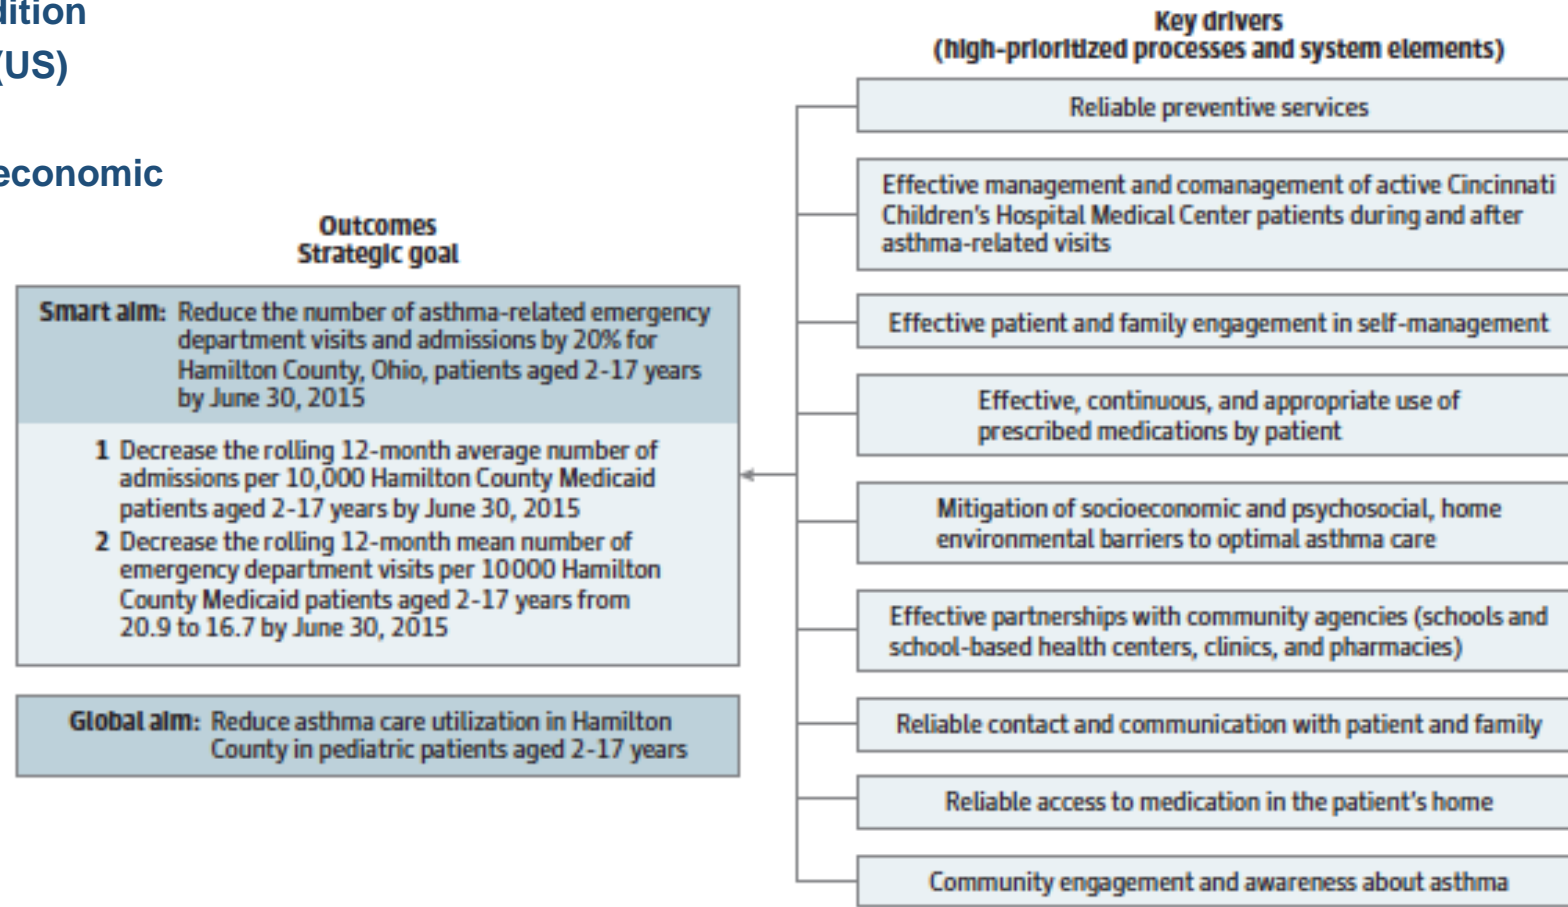 dition
(US)
economic
Outcomes
Strategic goal
Smart aim: Reduce the number of asthma-related emergency
department visits and admissions by 20% for
Hamilton County, Ohio, patients aged 2-17 years
by June 30, 2015
1 Decrease the rolling 12-month average number of
admissions per 10,000 Hamilton County Medicaid
patients aged 2-17 years by June 30, 2015
2 Decrease the rolling 12-month mean number of
emergency department visits per 10000 Hamilton
County Medicaid patients aged 2-17 years from
20.9 to 16.7 by June 30, 2015
Global aim: Reduce asthma care utilization in Hamilton
County in pediatric patients aged 2-17 years
Key drivers
(high-prioritized processes and system elements)
Reliable preventive services
Effective management and comanagement of active Cincinnati
Children's Hospital Medical Center patients during and after
asthma-related visits
Effective patient and family engagement in self-management
Effective, continuous, and appropriate use of
prescribed medications by patient
Mitigation of socioeconomic and psychosocial, home
environmental barriers to optimal asthma care
Effective partnerships with community agencies (schools and
school-based health centers, clinics, and pharmacies)
Reliable contact and communication with patient and family
Reliable access to medication in the patient's home
Community engagement and awareness about asthma